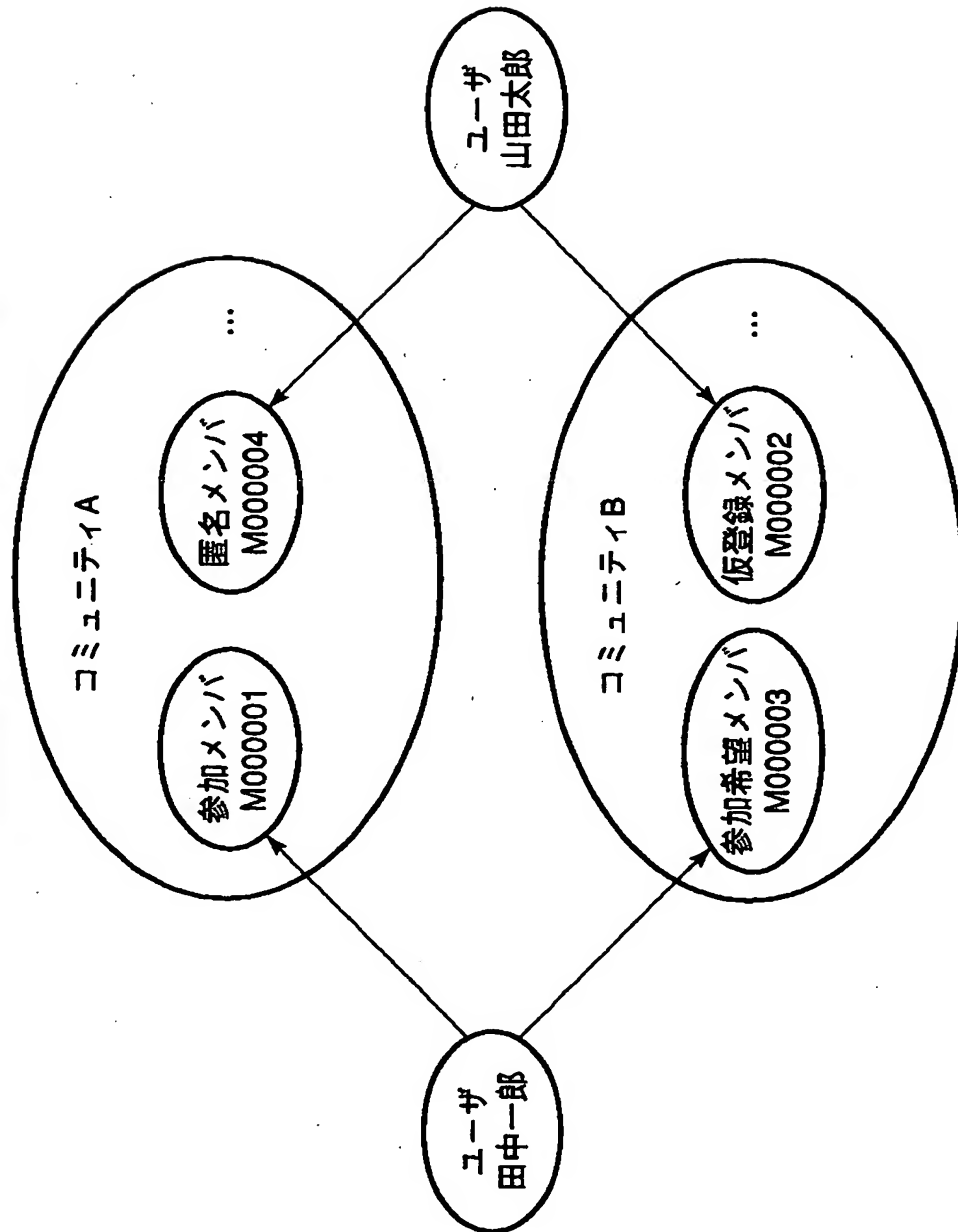 コミュニティA
参加メンバ
M000001
匿名メンバ
M000004
…
ユーザ
田中一郎
ユーザ
山田太郎
コミュニティB
参加希望メンバ
M000003
仮登録メンバ
M000002
…